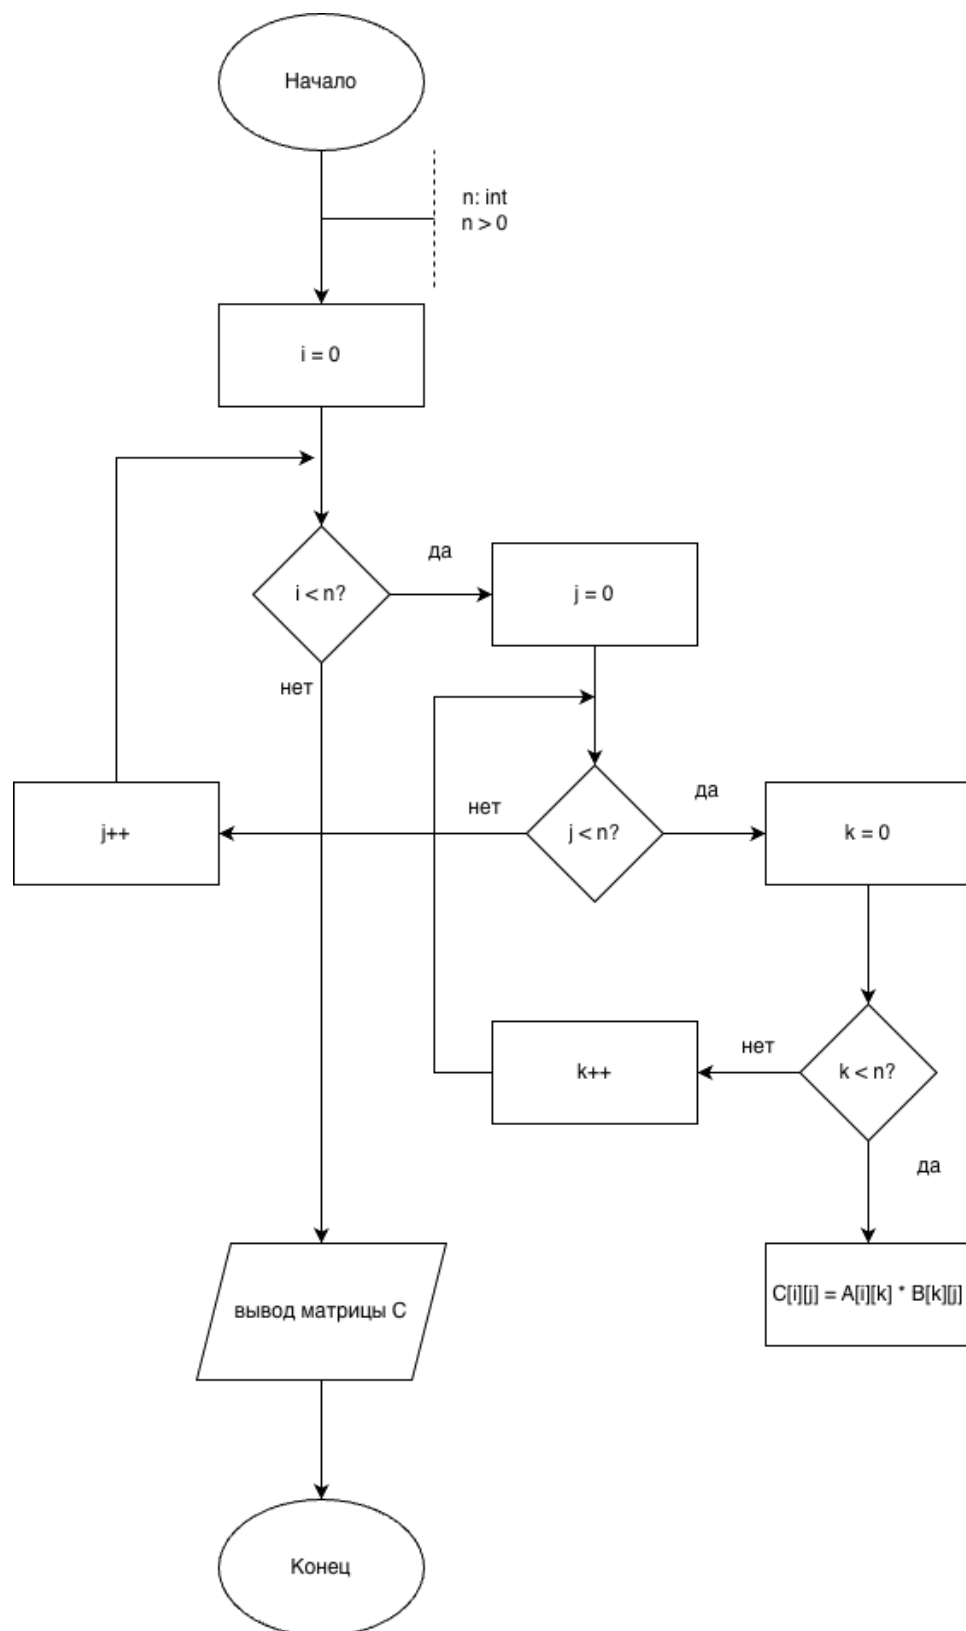 Начало
n: int
n > 0
i = 0
да
i < n?
j = 0
нет
нет
да
j++
j < n?
k = 0
нет
k++
k < n?
да
C[i][j] = A[i][k] * B[k][j]
вывод матрицы C
Конец